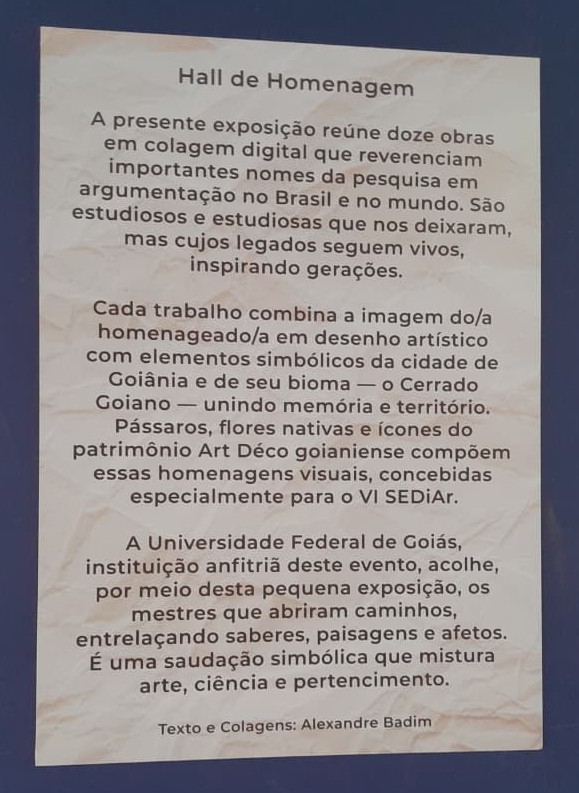 Hall de Homenagem
A presente exposição reúne doze obras
em colagem digital que reverenciam
importantes nomes da pesquisa em
argumentação no Brasil e no mundo. São
estudiosos e estudiosas que nos deixaram,
mas cujos legados seguem vivos,
inspirando gerações.
Cada trabalho combina a imagem do/a
homenageado/a em desenho artístico
com elementos simbólicos da cidade de
Goiânia e de seu bioma — o Cerrado
Goiano — unindo memória e território.
Pássaros, flores nativas e ícones do
patrimônio Art Déco goianiense compõem
essas homenagens visuais, concebidas
especialmente para o VI SEDiAr.
A Universidade Federal de Goiás,
instituição anfitriã deste evento, acolhe,
por meio desta pequena exposição, os
mestres que abriram caminhos,
entrelaçando saberes, paisagens e afetos.
É uma saudação simbólica que mistura
arte, ciência e pertencimento.
Texto e Colagens: Alexandre Badim